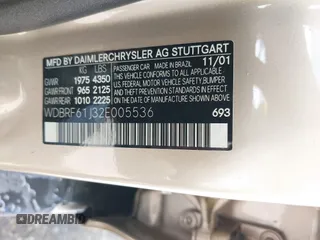 MFD BY DAIMLERCHRYSLER AG STUTTGART
PASSENGER CAR 11/01
MADE IN BRAZIL
KG LBS
GVWR 1975 4350
GAWR FRONT 965 2125
GAWR REAR 1010 2225
THIS VEHICLE CONFORMS TO ALL APPLICABLE FEDERAL MOTOR VEHICLE SAFETY, BUMPER AND THEFT PREVENTION STANDARDS IN EFFECT ON THE DATE OF MANUFACTURE SHOWN ABOVE
WDBRF61J32E005536
693
DREAMBID